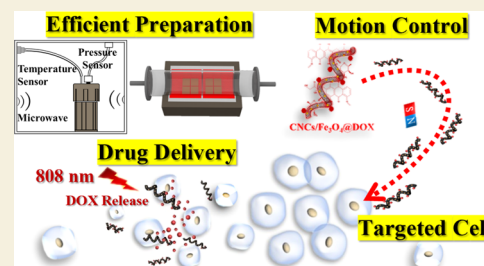 Efficient Preparation
Motion Control
Pressure
Sensor
Temperature
Sensor
Microwave
CNCs/Fe3O4@DOX
S N
Drug Delivery
808 nm
DOX Release
Targeted Cel